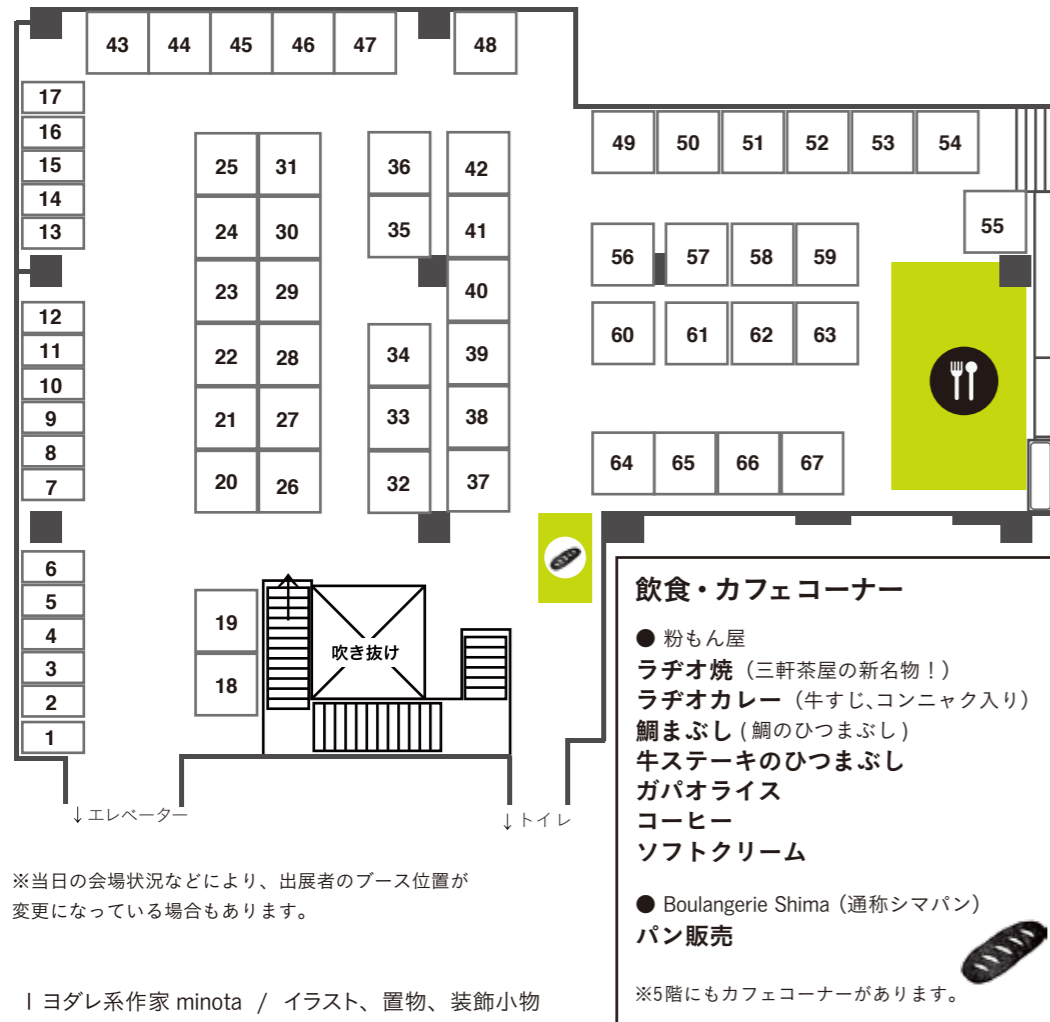 43 44 45 46 47 48
17
16
15
14
13
12
11
10
9
8
7
6
5
4
3
2
1
25 31
24 30
23 29
22 28
21 27
20 26
19
18
36 42
35 41
40
34 39
33 38
32 37
49 50 51 52 53 54
55
56 57 58 59
60 61 62 63
64 65 66 67
吹き抜け
↓エレベーター
↓トイレ
※当日の会場状況などにより、出展者のブース位置が
変更になっている場合もあります。
1 ヨダレ系作家 minota / イラスト、置物、装飾小物
飲食・カフェコーナー
● 粉もん屋
ラヂオ焼（三軒茶屋の新名物！）
ラヂオカレー（牛すじ、コンニャク入り）
鯛まぶし ( 鯛のひつまぶし )
牛ステーキのひつまぶし
ガパオライス
コーヒー
ソフトクリーム
● Boulangerie Shima（通称シマパン）
パン販売
※5階にもカフェコーナーがあります。